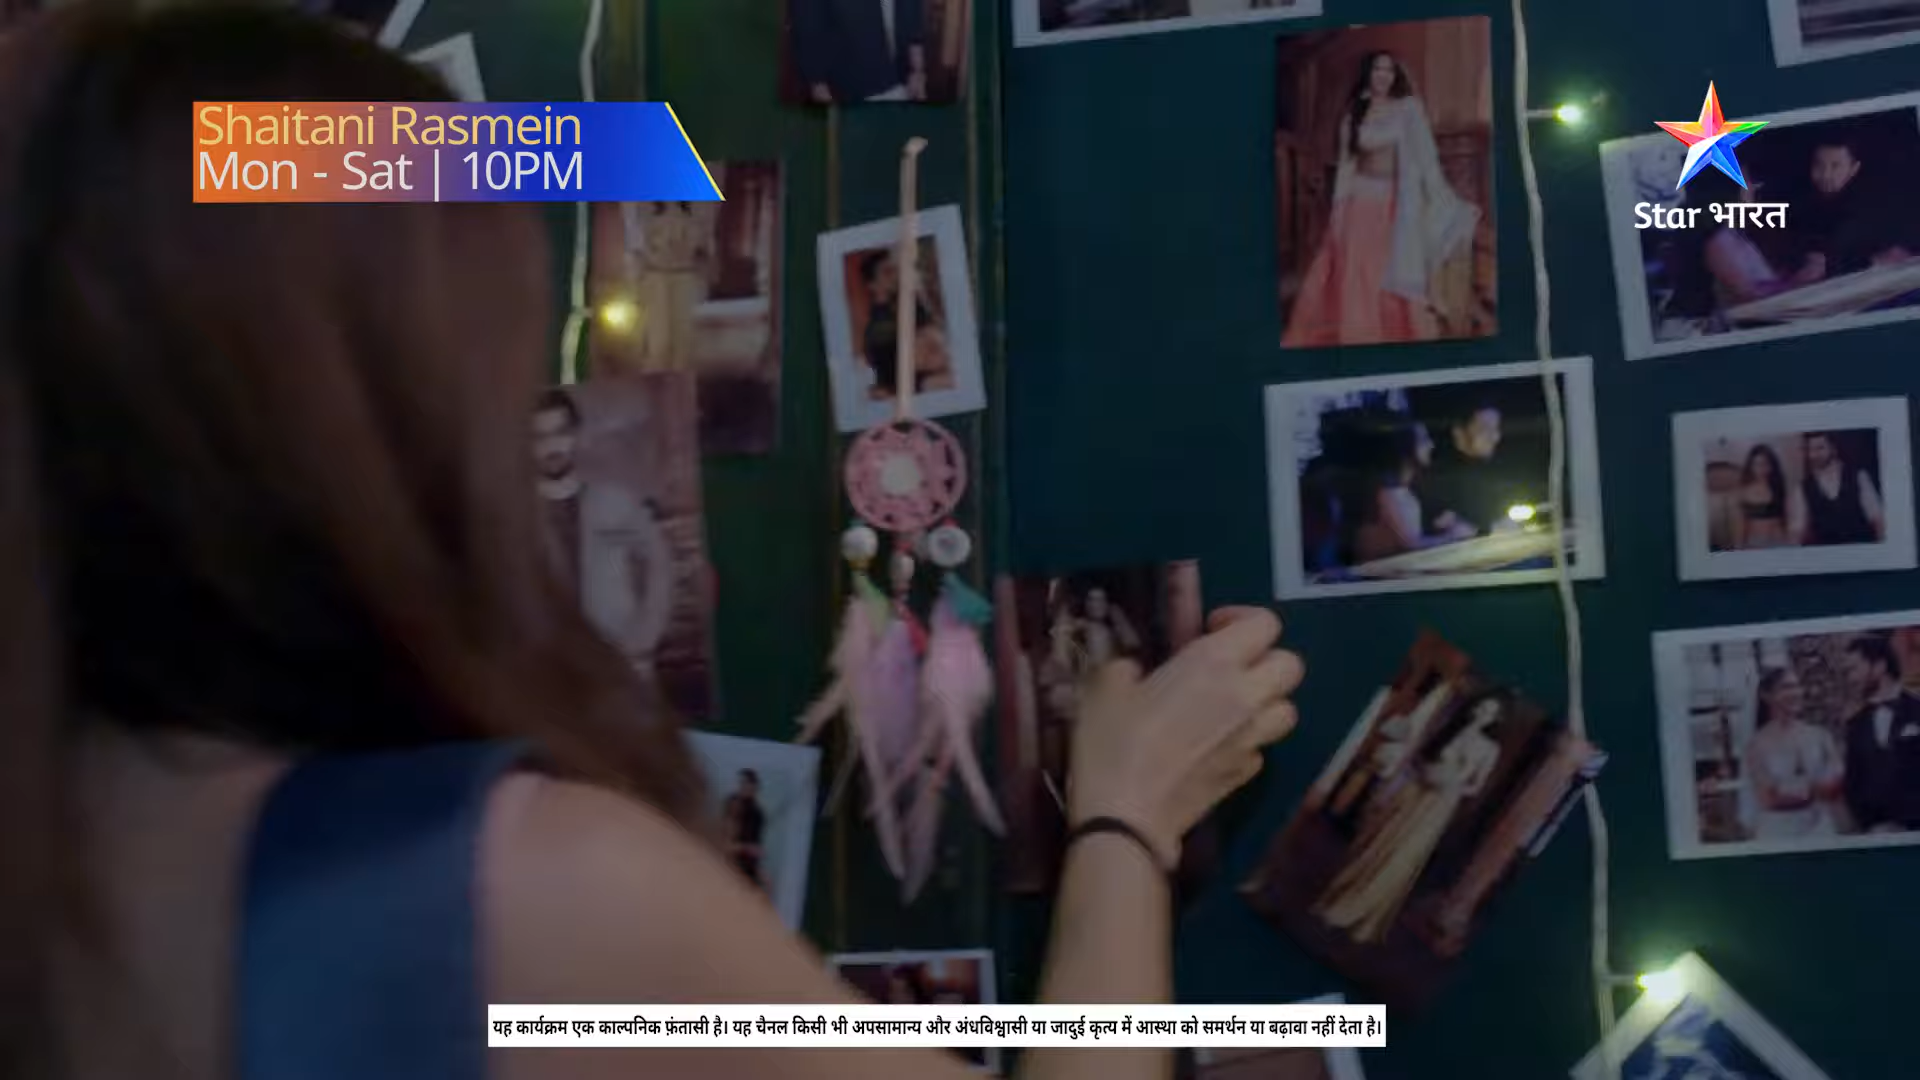 Shaitani Rasmein
Mon - Sat | 10PM
Star भारत
यह कार्यक्रम एक काल्पनिक फ़ंतासी है। यह चैनल किसी भी अपसामान्य और अंधविश्वासी या जादुई कृत्य में आस्था को समर्थन या बढ़ावा नहीं देता है।